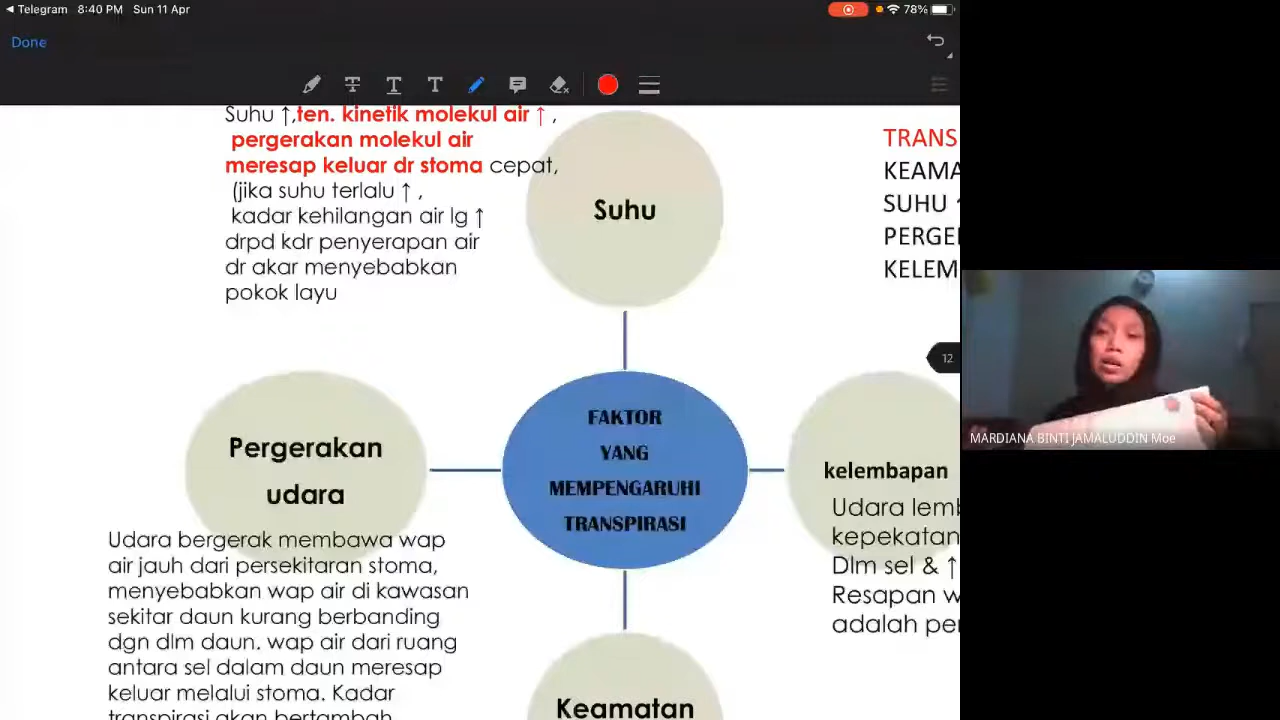 Telegram 8:40 PM Sun 11 Apr
78%
Done
T T T
Suhu ↑,ten. kinetik molekul air ↑ ,
pergerakan molekul air
meresap keluar dr stoma cepat,
(jika suhu terlalu ↑ ,
kadar kehilangan air lg ↑
drpd kdr penyerapan air
dr akar menyebabkan
pokok layu
Suhu
TRANS
KEAMA
SUHU
PERGE
KELEM
12
FAKTOR
YANG
MEMPENGARUHI
TRANSPIRASI
Pergerakan
udara
Udara bergerak membawa wap
air jauh dari persekitaran stoma,
menyebabkan wap air di kawasan
sekitar daun kurang berbanding
dgn dlm daun. wap air dari ruang
antara sel dalam daun meresap
keluar melalui stoma. Kadar
transpirasi akan bertambah
kelembapan
Udara lemb
kepekatan
Dlm sel & ↑
Resapan w
adalah per
Keamatan
MARDIANA BINTI JAMALUDDIN Moe